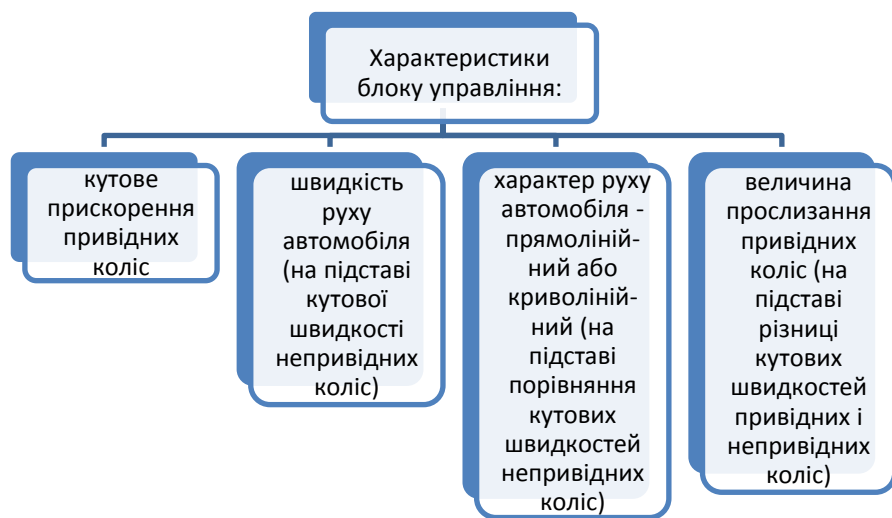 Характеристики
блоку управління:
кутове
прискорення
привідних
коліс
швидкість
руху
автомобіля
(на підставі
кутової
швидкості
непривідних
коліс)
характер руху
автомобіля -
прямоліній-
ний або
криволіній-
ний (на
підставі
порівняння
кутових
швидкостей
непривідних
коліс)
величина
прослизання
привідних
коліс (на
підставі
різниці
кутових
швидкостей
привідних і
непривідних
коліс)